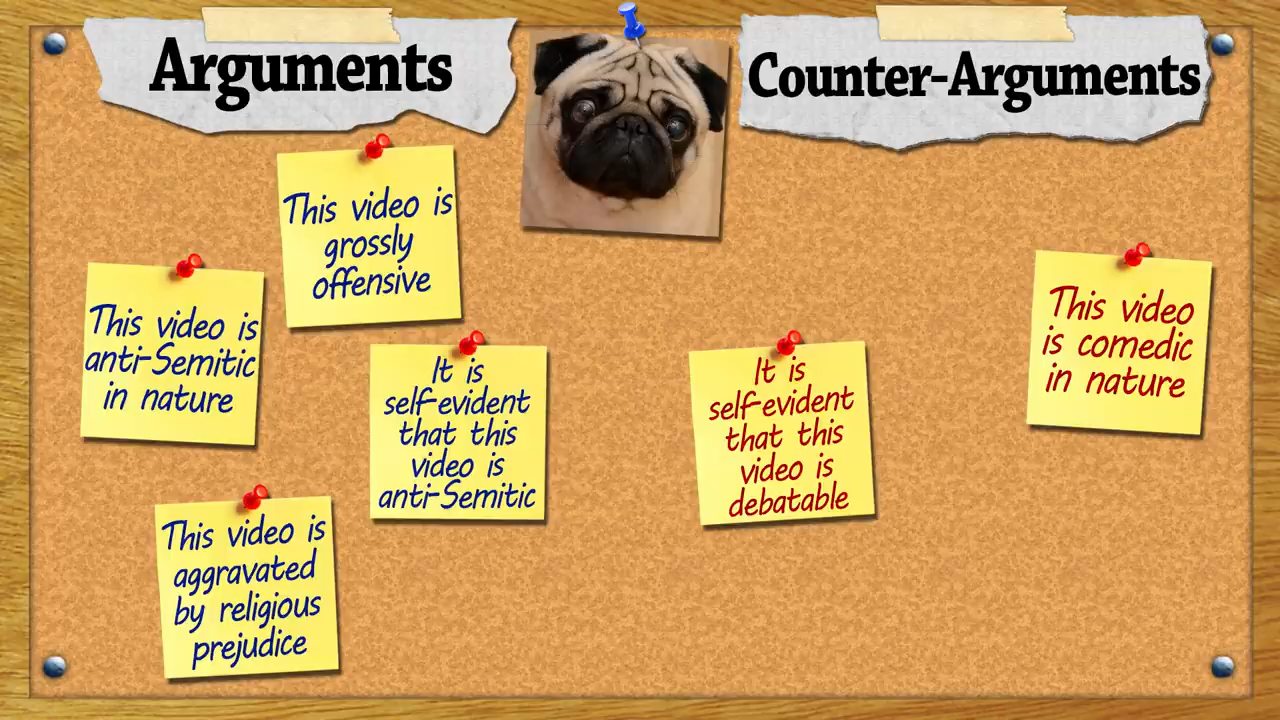 Arguments
Counter-Arguments
This video is
grossly
offensive
This video is
anti-Semitic
in nature
It is
self-evident
that this
video is
anti-Semitic
This video is
aggravated
by religious
prejudice
It is
self-evident
that this
video is
debatable
This video
is comedic
in nature